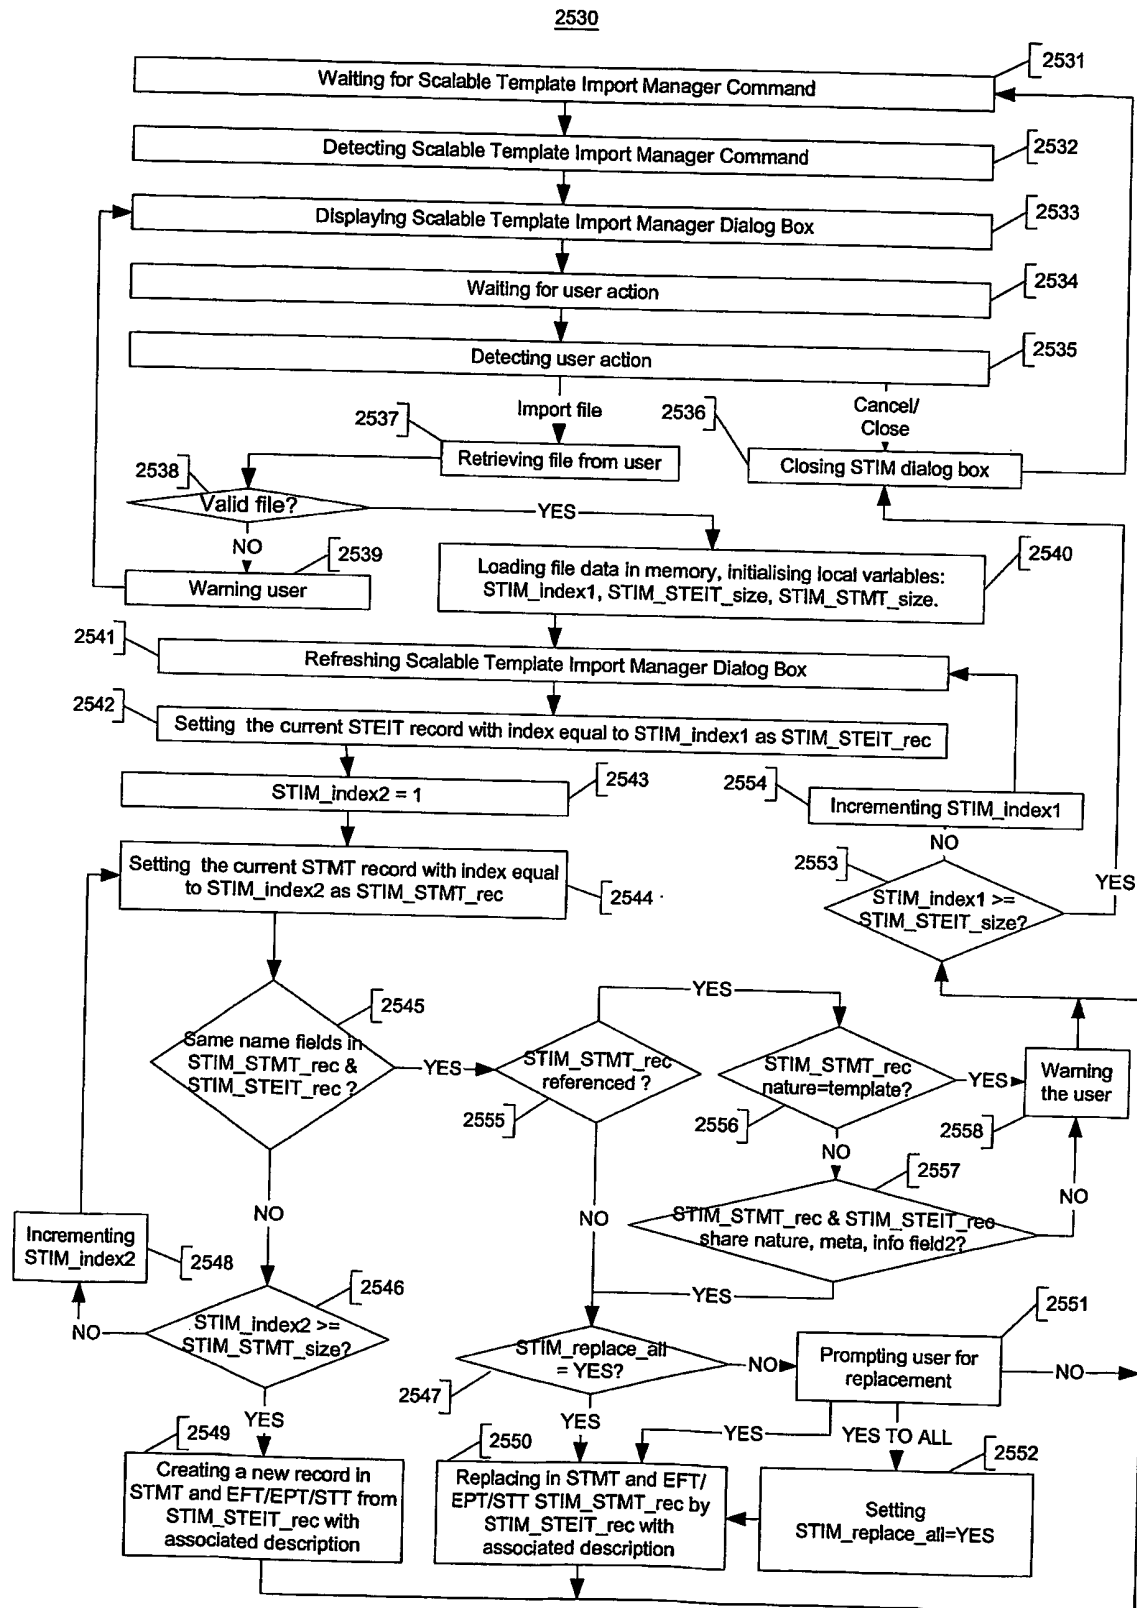 2530
2531
Waiting for Scalable Template Import Manager Command
2532
Detecting Scalable Template Import Manager Command
2533
Displaying Scalable Template Import Manager Dialog Box
2534
Waiting for user action
2535
Detecting user action
Import file
Cancel/
Close
2537
2536
Retrieving file from user
Closing STIM dialog box
2538
Valid file?
YES
NO
2539
Warning user
2540
Loading file data in memory, initialising local variables:
STIM_index1, STIM_STEIT_size, STIM_STMT_size.
2541
Refreshing Scalable Template Import Manager Dialog Box
2542
Setting the current STEIT record with index equal to STIM_index1 as STIM_STEIT_rec
2543
STIM_index2 = 1
2554
Incrementing STIM_index1
NO
2553
STIM_index1 >=
STIM_STEIT_size?
YES
Setting the current STMT record with index equal
to STIM_index2 as STIM_STMT_rec
2544
2545
Same name fields in
STIM_STMT_rec &
STIM_STEIT_rec ?
YES
STIM_STMT_rec
referenced ?
2555
YES
STIM_STMT_rec
nature=template?
2556
YES
Warning
the user
2558
NO
2557
STIM_STMT_rec & STIM_STEIT_rec
share nature, meta, info field2?
NO
YES
NO
NO
Incrementing
STIM_index2
2548
2546
STIM_index2 >=
STIM_STMT_size?
NO
YES
STIM_replace_all
= YES?
2547
NO
2551
Prompting user for
replacement
NO
YES
YES
YES TO ALL
2549
Creating a new record in
STMT and EFT/EPT/STT from
STIM_STEIT_rec with
associated description
2550
Replacing in STMT and EFT/
EPT/STT STIM_STMT_rec by
STIM_STEIT_rec with
associated description
2552
Setting
STIM_replace_all=YES